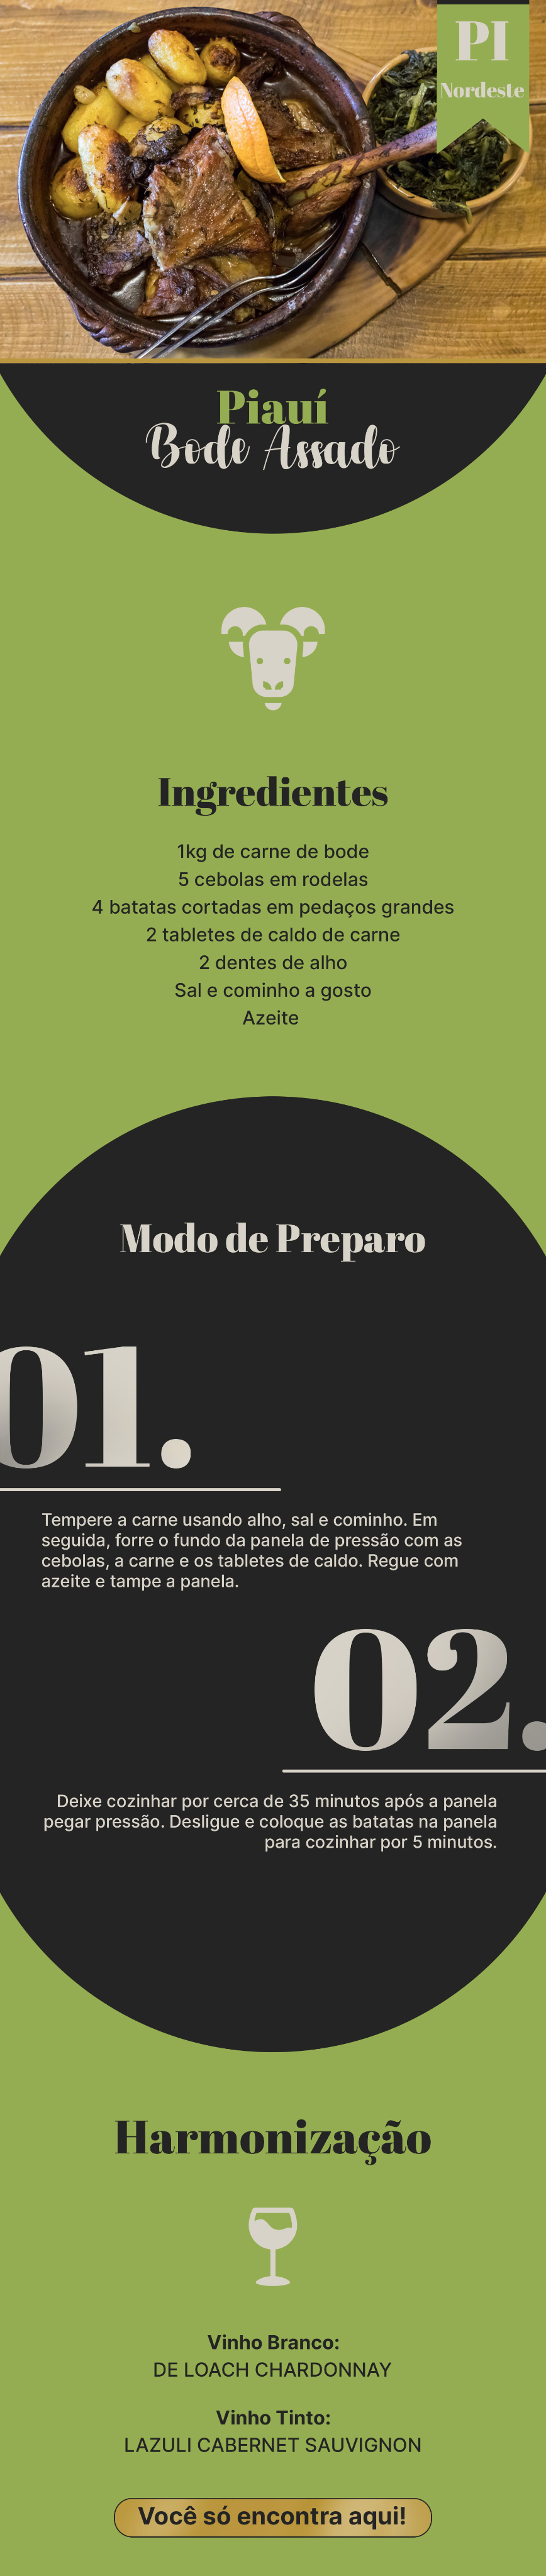 PI
Nordeste
Piauí
Bode Assado
Ingredientes
1kg de carne de bode
5 cebolas em rodelas
4 batatas cortadas em pedaços grandes
2 tabletes de caldo de carne
2 dentes de alho
Sal e cominho a gosto
Azeite
Modo de Preparo
01.
Tempere a carne usando alho, sal e cominho. Em
seguida, forre o fundo da panela de pressão com as
cebolas, a carne e os tabletes de caldo. Regue com
azeite e tampe a panela.
02.
Deixe cozinhar por cerca de 35 minutos após a panela
pegar pressão. Desligue e coloque as batatas na panela
para cozinhar por 5 minutos.
Harmonização
Vinho Branco:
DE LOACH CHARDONNAY
Vinho Tinto:
LAZULI CABERNET SAUVIGNON
Você só encontra aqui!